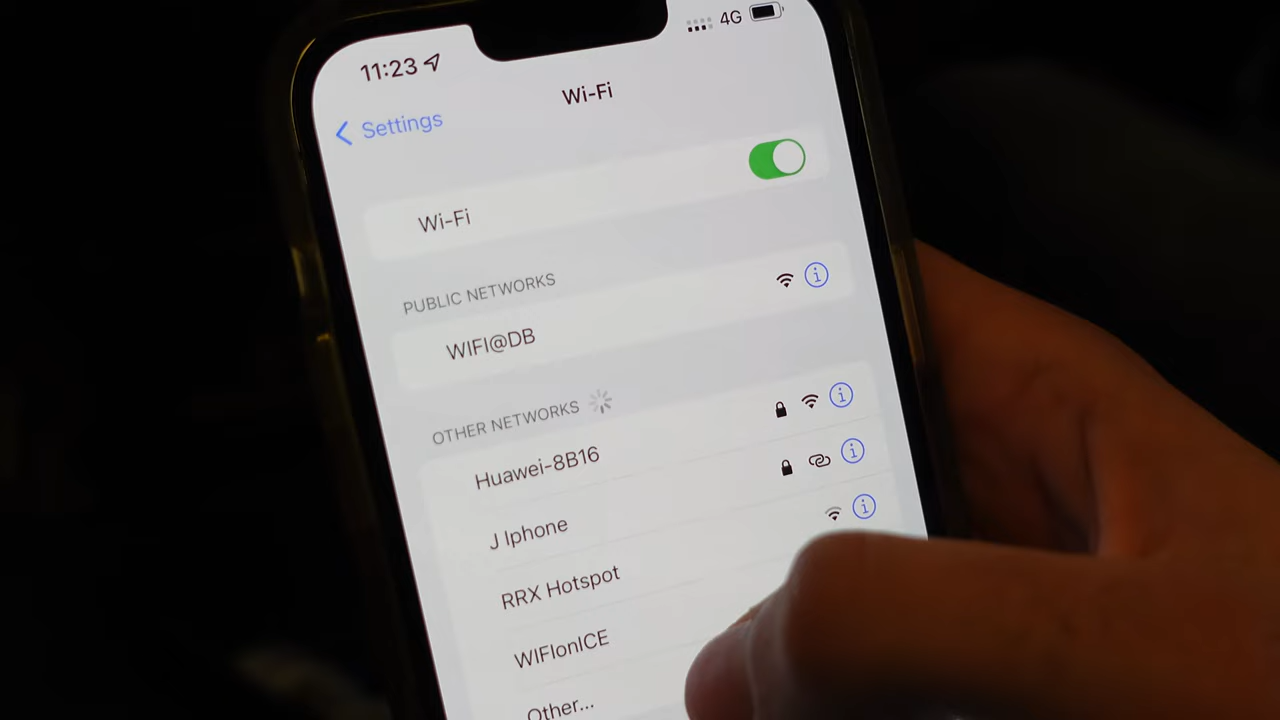 11:23
4G
Settings
Wi-Fi
Wi-Fi
PUBLIC NETWORKS
WIFI@DB
OTHER NETWORKS
Huawei-8B16
J Iphone
RRX Hotspot
WIFIonICE
Other...